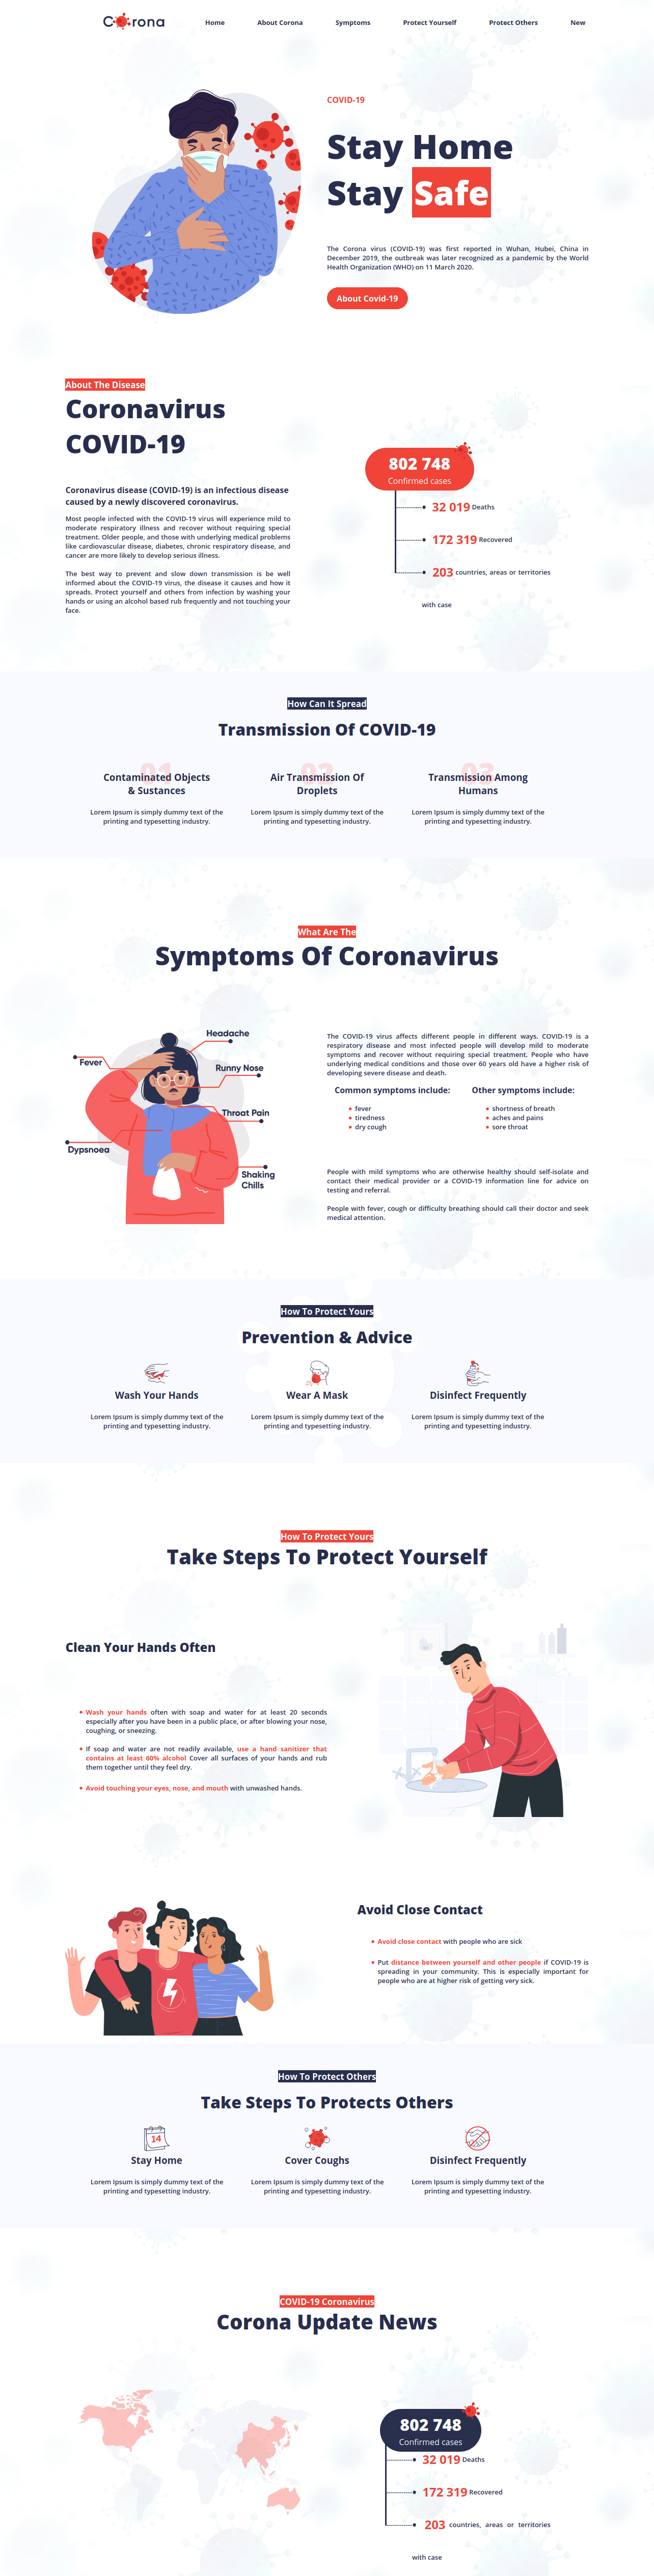 Corona
Home
About Corona
Symptoms
Protect Yourself
Protect Others
New
COVID-19
Stay Home
Stay Safe
The Corona virus (COVID-19) was first reported in Wuhan, Hubei, China in
December 2019, the outbreak was later recognized as a pandemic by the World
Health Organization (WHO) on 11 March 2020.
About Covid-19
About The Disease
Coronavirus
COVID-19
Coronavirus disease (COVID-19) is an infectious disease
caused by a newly discovered coronavirus.
Most people infected with the COVID-19 virus will experience mild to
moderate respiratory illness and recover without requiring special
treatment. Older people, and those with underlying medical problems
like cardiovascular disease, diabetes, chronic respiratory disease, and
cancer are more likely to develop serious illness.
The best way to prevent and slow down transmission is be well
informed about the COVID-19 virus, the disease it causes and how it
spreads. Protect yourself and others from infection by washing your
hands or using an alcohol based rub frequently and not touching your
face.
802 748
Confirmed cases
32 019 Deaths
172 319 Recovered
203 countries, areas or territories
with case
How Can It Spread
Transmission Of COVID-19
01
Contaminated Objects
& Sustances
Lorem Ipsum is simply dummy text of the
printing and typesetting industry.
02
Air Transmission Of
Droplets
Lorem Ipsum is simply dummy text of the
printing and typesetting industry.
03
Transmission Among
Humans
Lorem Ipsum is simply dummy text of the
printing and typesetting industry.
What Are The
Symptoms Of Coronavirus
Headache
Fever
Runny Nose
Throat Pain
Dypsnoea
Shaking
Chills
The COVID-19 virus affects different people in different ways. COVID-19 is a
respiratory disease and most infected people will develop mild to moderate
symptoms and recover without requiring special treatment. People who have
underlying medical conditions and those over 60 years old have a higher risk of
developing severe disease and death.
Common symptoms include:
fever
tiredness
dry cough
Other symptoms include:
shortness of breath
aches and pains
sore throat
People with mild symptoms who are otherwise healthy should self-isolate and
contact their medical provider or a COVID-19 information line for advice on
testing and referral.
People with fever, cough or difficulty breathing should call their doctor and seek
medical attention.
How To Protect Yours
Prevention & Advice
Wash Your Hands
Lorem Ipsum is simply dummy text of the
printing and typesetting industry.
Wear A Mask
Lorem Ipsum is simply dummy text of the
printing and typesetting industry.
Disinfect Frequently
Lorem Ipsum is simply dummy text of the
printing and typesetting industry.
How To Protect Yours
Take Steps To Protect Yourself
Clean Your Hands Often
Wash your hands often with soap and water for at least 20 seconds
especially after you have been in a public place, or after blowing your nose,
coughing, or sneezing.
If soap and water are not readily available, use a hand sanitizer that
contains at least 60% alcohol Cover all surfaces of your hands and rub
them together until they feel dry.
Avoid touching your eyes, nose, and mouth with unwashed hands.
Avoid Close Contact
Avoid close contact with people who are sick
Put distance between yourself and other people if COVID-19 is
spreading in your community. This is especially important for
people who are at higher risk of getting very sick.
How To Protect Others
Take Steps To Protects Others
14
Stay Home
Lorem Ipsum is simply dummy text of the
printing and typesetting industry.
Cover Coughs
Lorem Ipsum is simply dummy text of the
printing and typesetting industry.
Disinfect Frequently
Lorem Ipsum is simply dummy text of the
printing and typesetting industry.
COVID-19 Coronavirus
Corona Update News
802 748
Confirmed cases
32 019 Deaths
172 319 Recovered
203 countries, areas or territories
with case